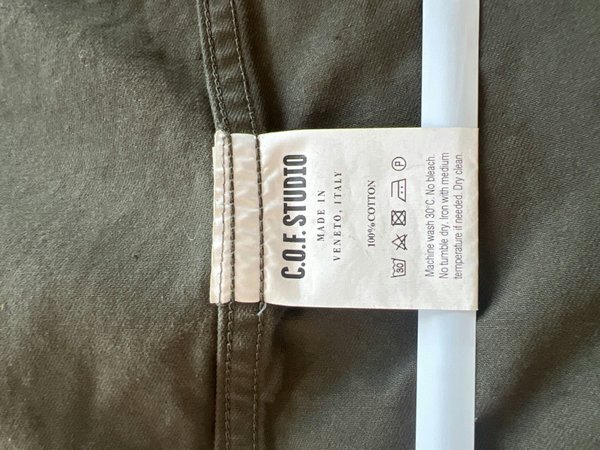 C.O.F. STUDIO
MADE IN
VENETO, ITALY
100% COTTON
30 P
Machine wash 30°C. No bleach.
No tumble dry. Iron with medium
temperature if needed. Dry clean.